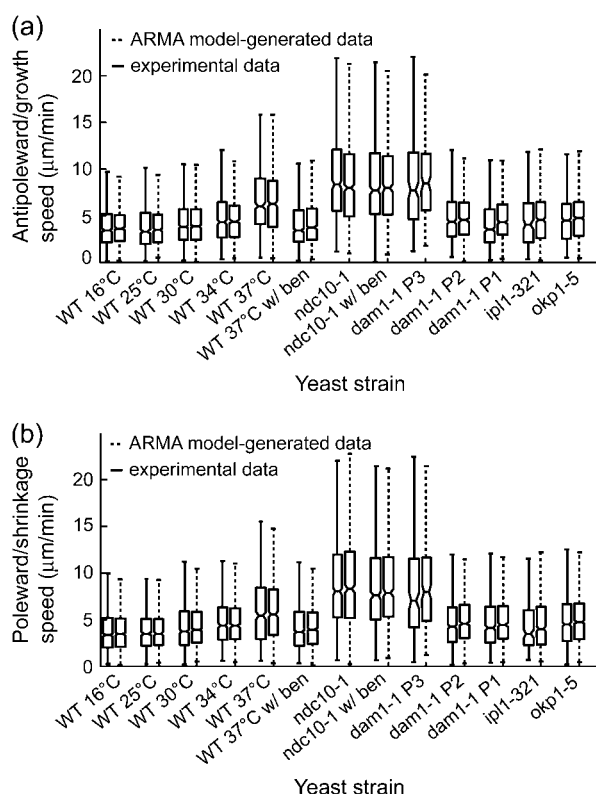 (a)
ARMA model-generated data
experimental data
Antipoleward/growth
speed (μm/min)
20
15
10
5
0
WT 16°C
WT 25°C
WT 30°C
WT 34°C
WT 37°C
WT 37°C w/ ben
ndc10-1
ndc10-1 w/ ben
dam1-1 P3
dam1-1 P2
dam1-1 P1
ipl1-321
okp1-5
Yeast strain
(b)
ARMA model-generated data
experimental data
Poleward/shrinkage
speed (μm/min)
20
15
10
5
0
WT 16°C
WT 25°C
WT 30°C
WT 34°C
WT 37°C
WT 37°C w/ ben
ndc10-1
ndc10-1 w/ ben
dam1-1 P3
dam1-1 P2
dam1-1 P1
ipl1-321
okp1-5
Yeast strain